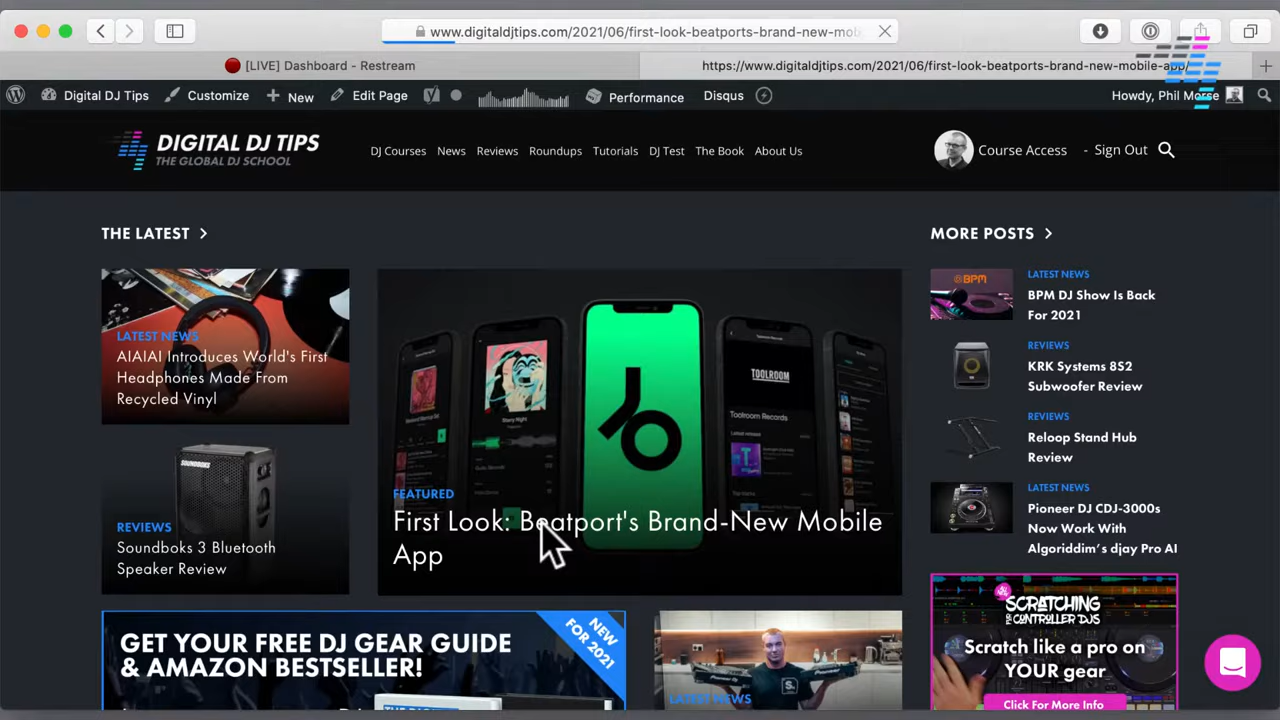 www.digitaldjtips.com/2021/06/first-look-beatports-brand-new-mob
[LIVE] Dashboard - Restream
https://www.digitaldjtips.com/2021/06/first-look-beatports-brand-new-mobile-app/
Digital DJ Tips Customize New Edit Page Performance Disqus
Howdy, Phil Morse
DIGITAL DJ TIPS
THE GLOBAL DJ SCHOOL
DJ Courses News Reviews Roundups Tutorials DJ Test The Book About Us
Course Access - Sign Out
THE LATEST
LATEST NEWS
AIAIAI Introduces World's First
Headphones Made From
Recycled Vinyl
SOUNDBOKS
REVIEWS
Soundboks 3 Bluetooth
Speaker Review
TOOLROOM
Toolroom Records
FEATURED
First Look: Beatport's Brand-New Mobile
App
MORE POSTS
BPM
LATEST NEWS
BPM DJ Show Is Back
For 2021
REVIEWS
KRK Systems 8S2
Subwoofer Review
REVIEWS
Reloop Stand Hub
Review
LATEST NEWS
Pioneer DJ CDJ-3000s
Now Work With
Algoriddim's djay Pro AI
GET YOUR FREE DJ GEAR GUIDE
& AMAZON BESTSELLER!
NEW
FOR 2021
LATEST NEWS
SCRATCHING
FOR CONTROLLER DJS
Scratch like a pro on
YOUR gear
Click For More Info